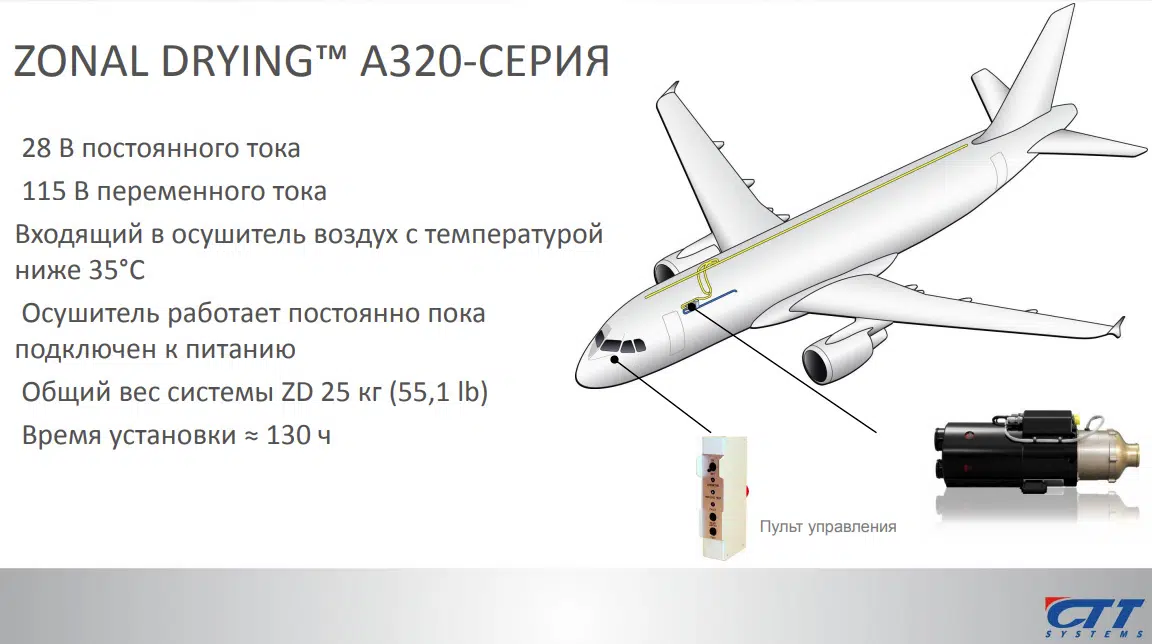 ZONAL DRYING™ A320-СЕРИЯ
28 В постоянного тока
115 В переменного тока
Входящий в осушитель воздух с температурой
ниже 35°C
Осушитель работает постоянно пока
подключен к питанию
Общий вес системы ZD 25 кг (55,1 lb)
Время установки ≈ 130 ч
Пульт управления
CTT
SYSTEMS